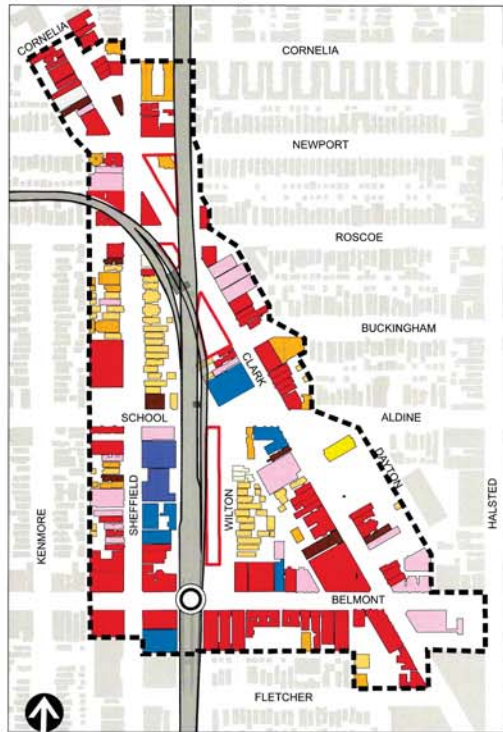 CORNELIA
CORNELIA
NEWPORT
ROSCOE
BUCKINGHAM
CLARK
ALDINE
SCHOOL
DAYTON
HALSTED
SHEFFIELD
WILTON
KENMORE
BELMONT
FLETCHER